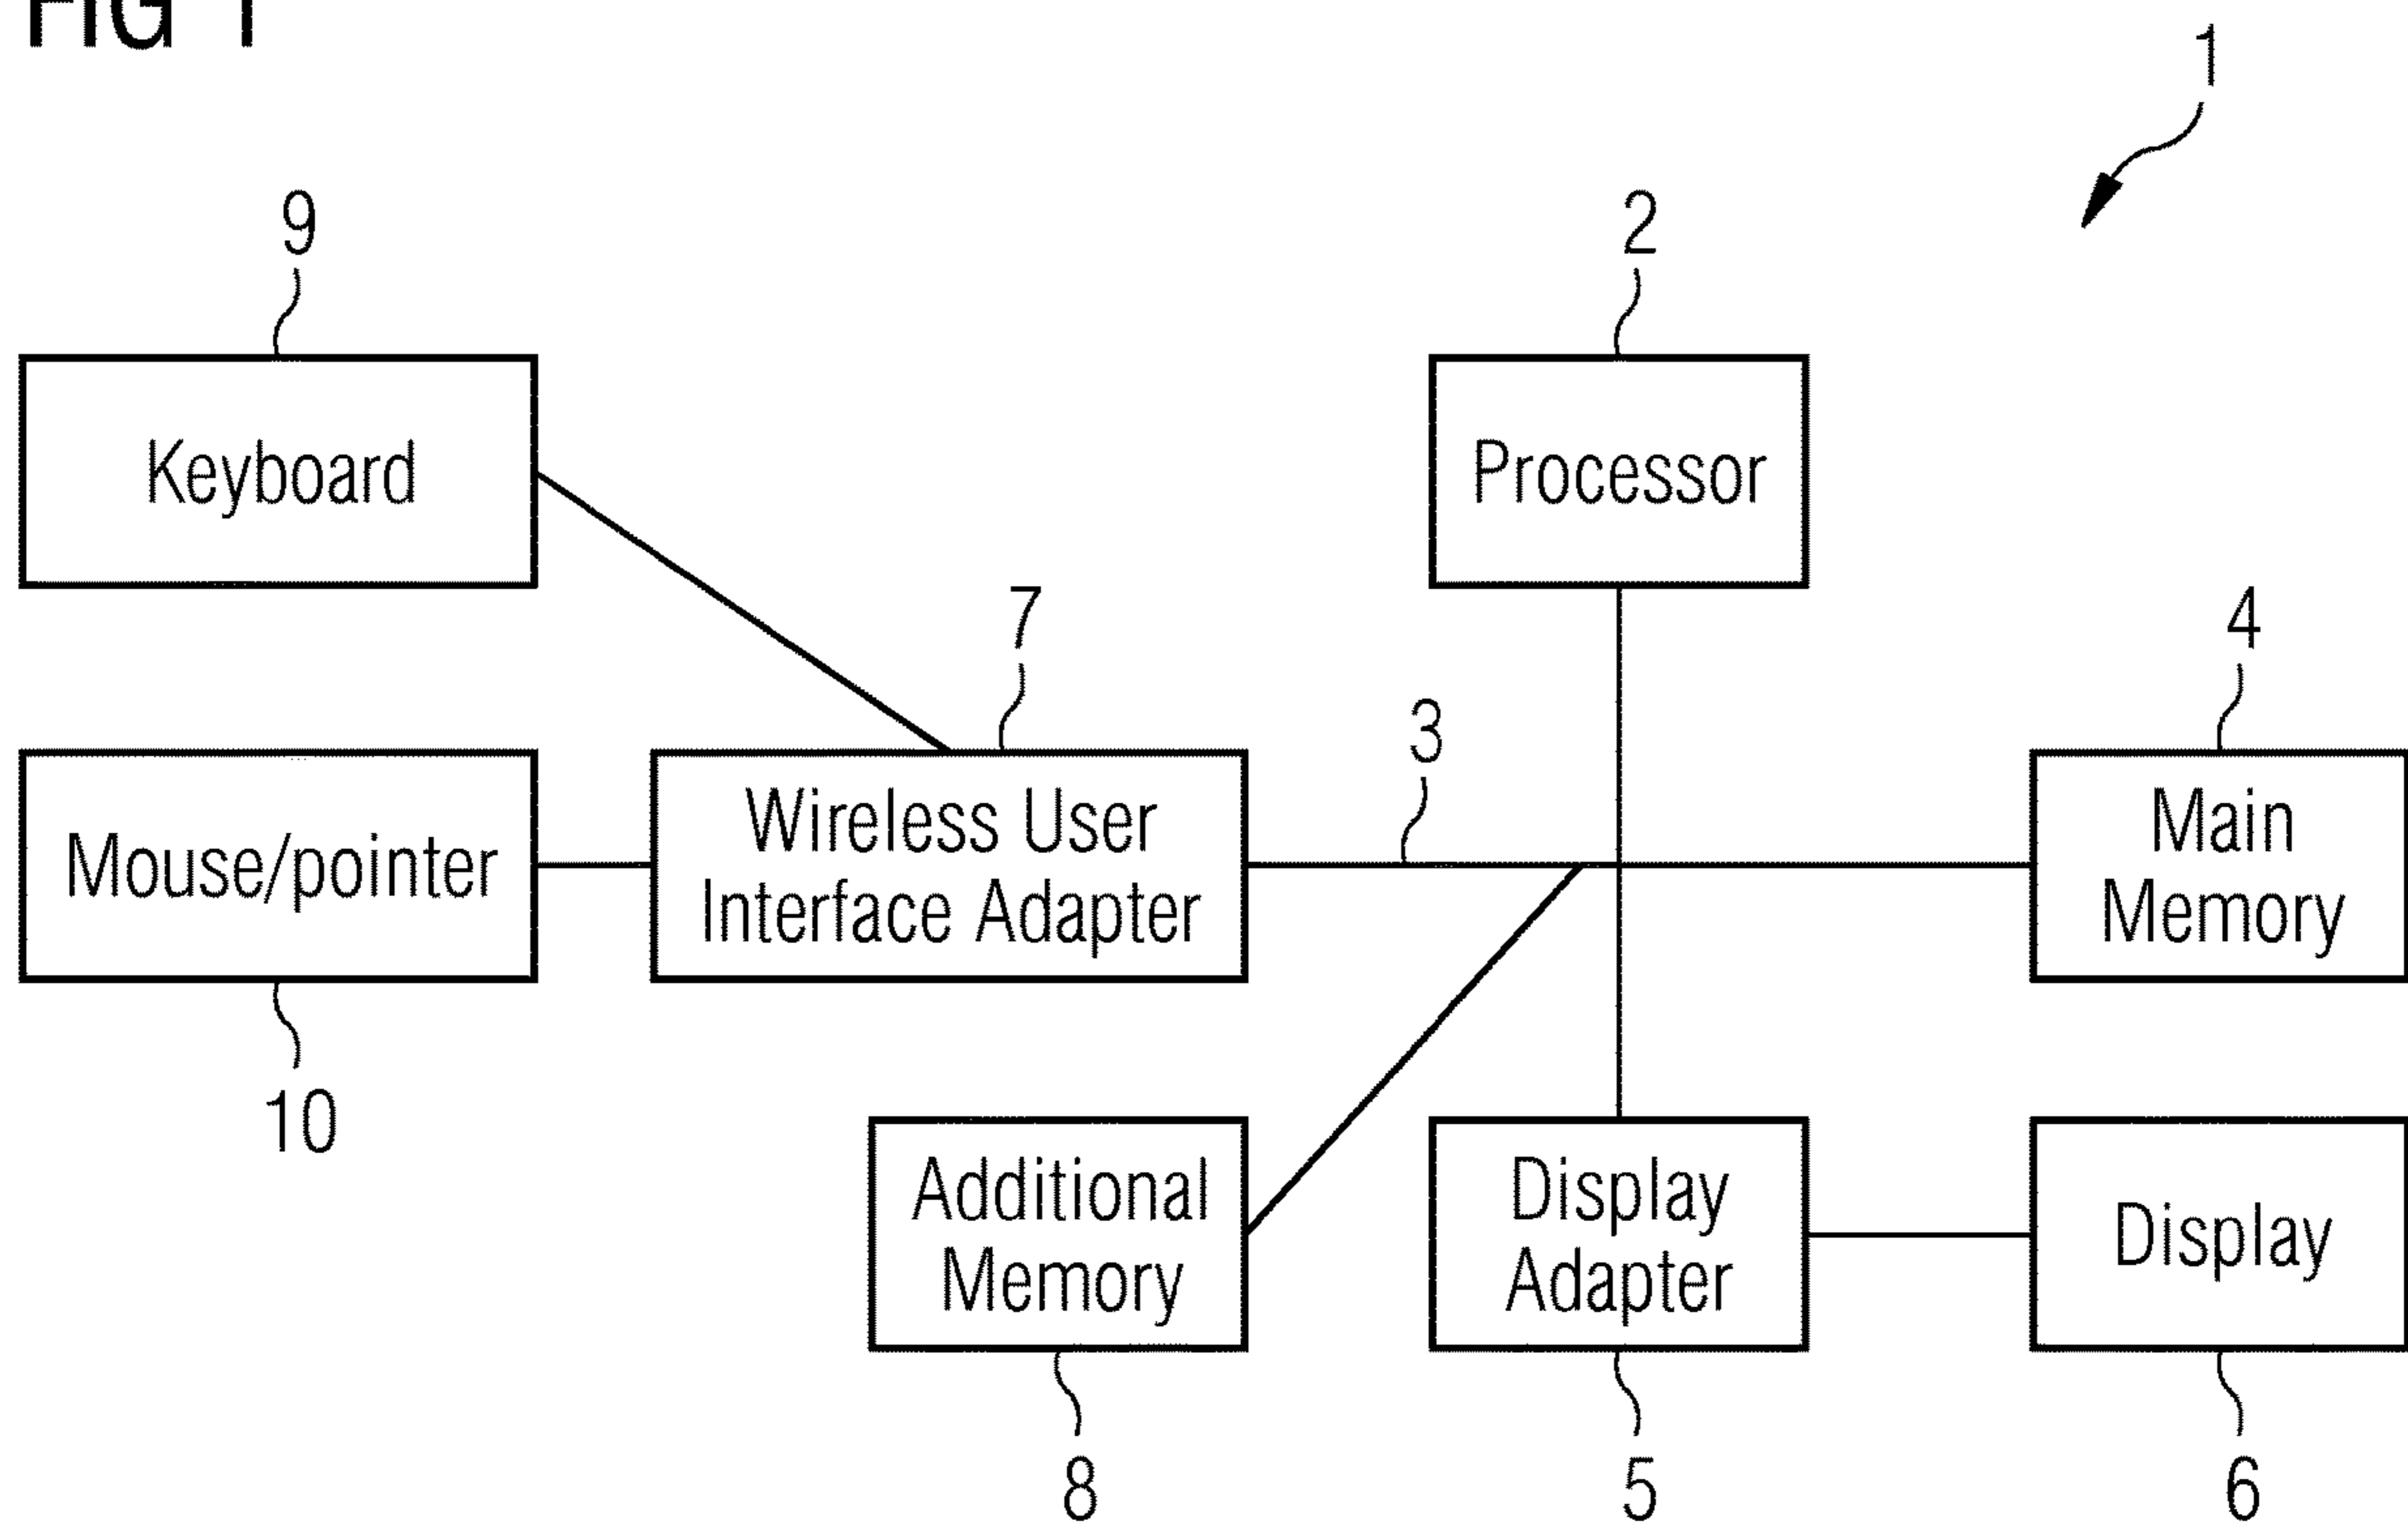 FIG 1
1
9
2
Keyboard
Processor
7
4
3
Mouse/pointer
Wireless User
Interface Adapter
Main
Memory
10
Additional
Memory
Display
Adapter
Display
8
5
6